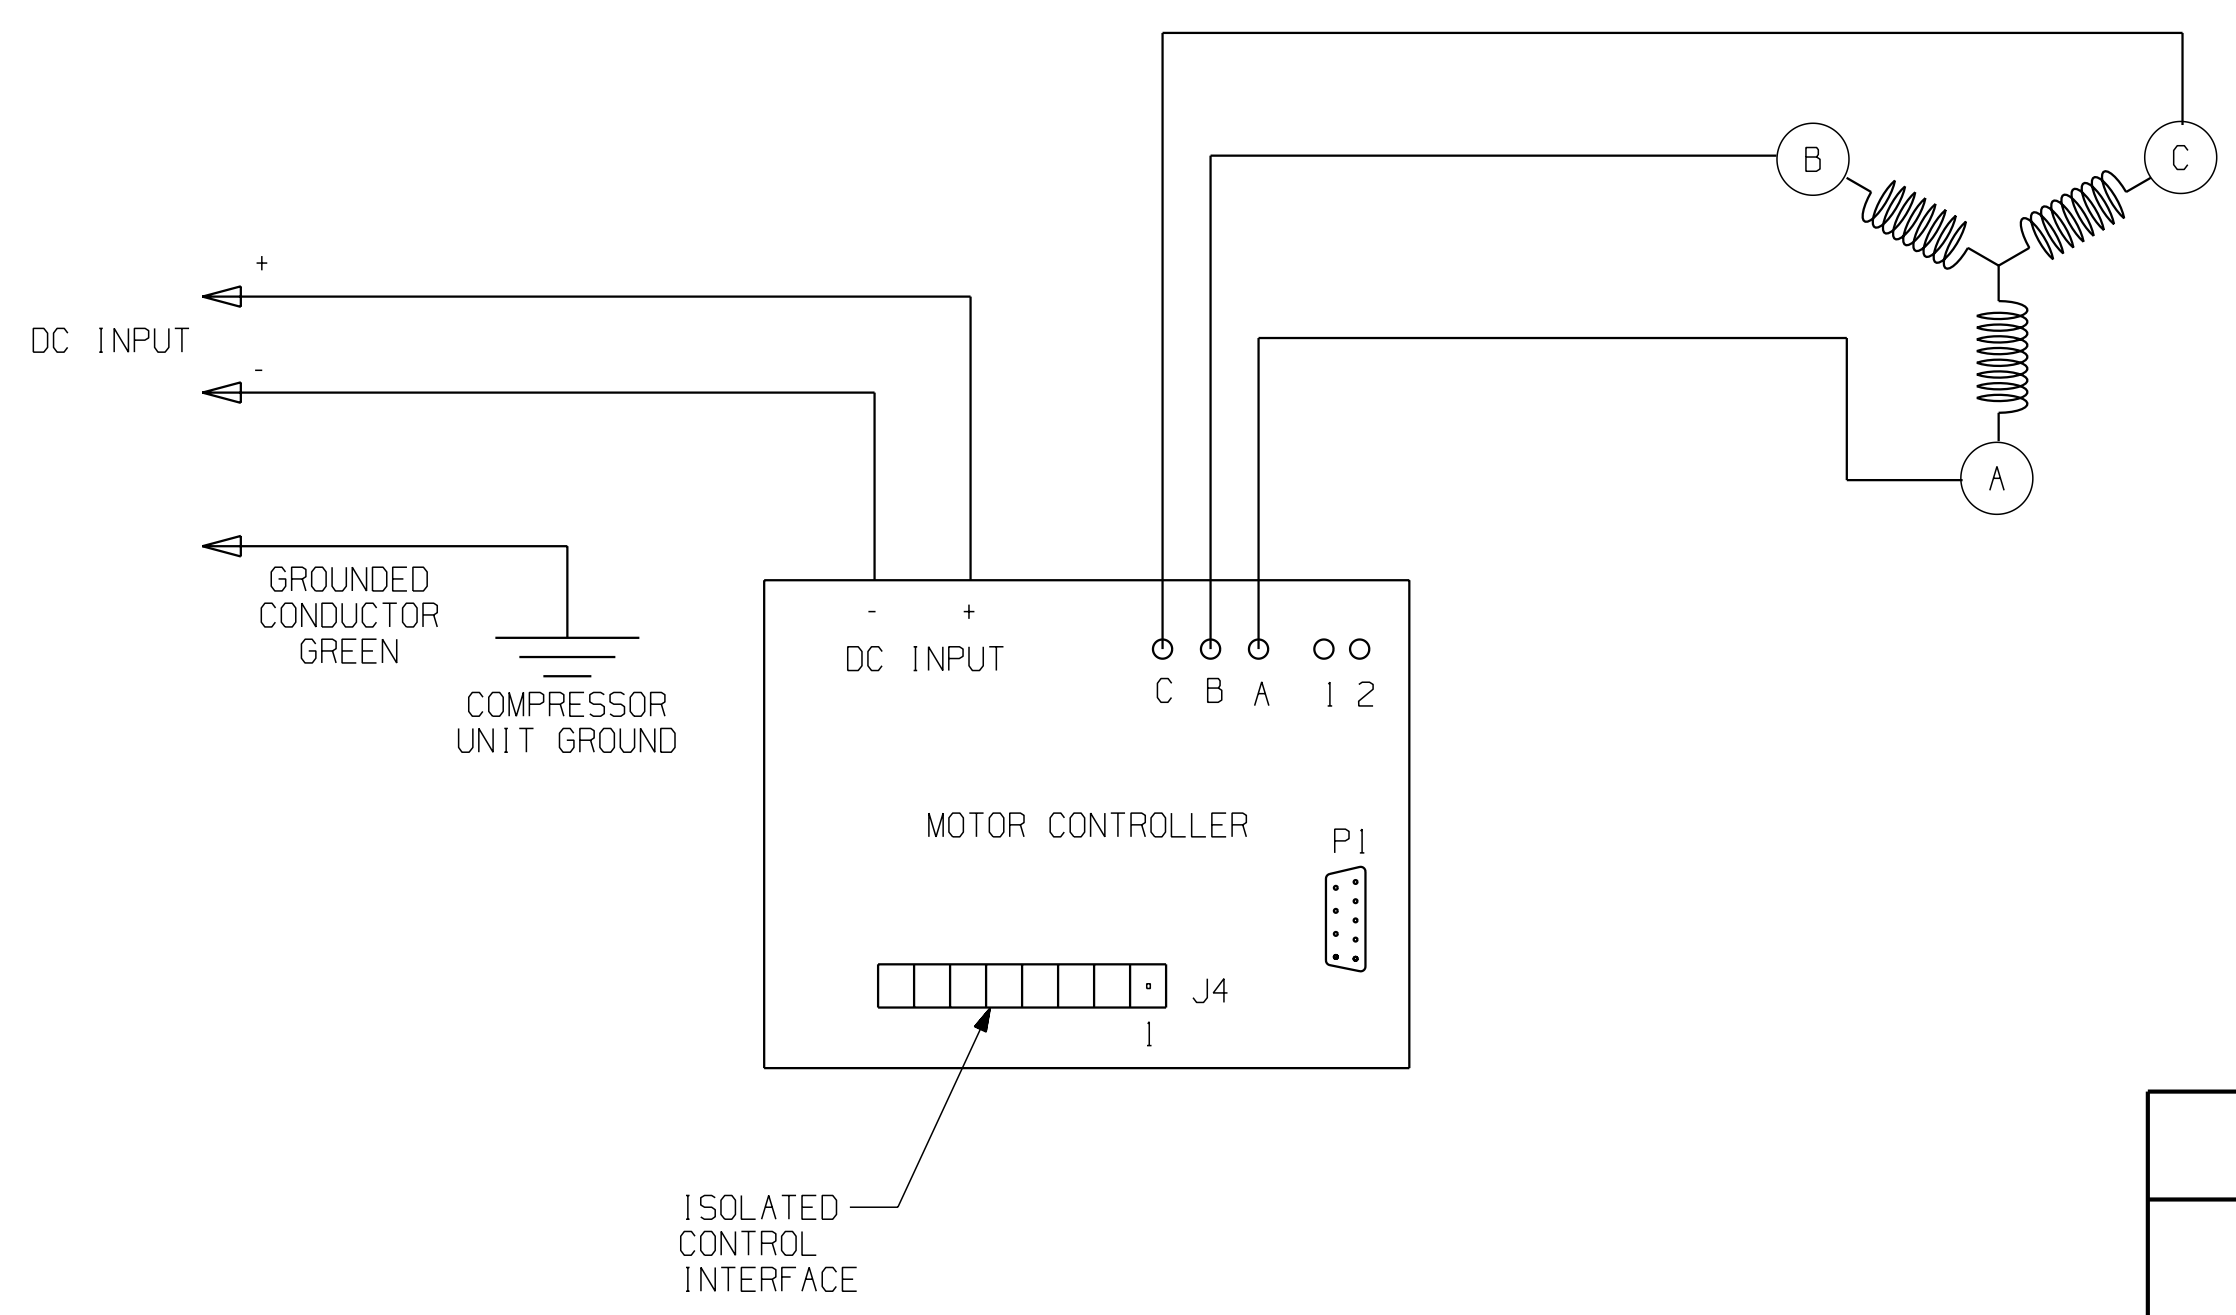 B
C
+
DC INPUT
-
A
GROUNDED
CONDUCTOR
GREEN
- +
DC INPUT
C B A 1 2
COMPRESSOR
UNIT GROUND
MOTOR CONTROLLER
P1
J4
1
ISOLATED
CONTROL
INTERFACE